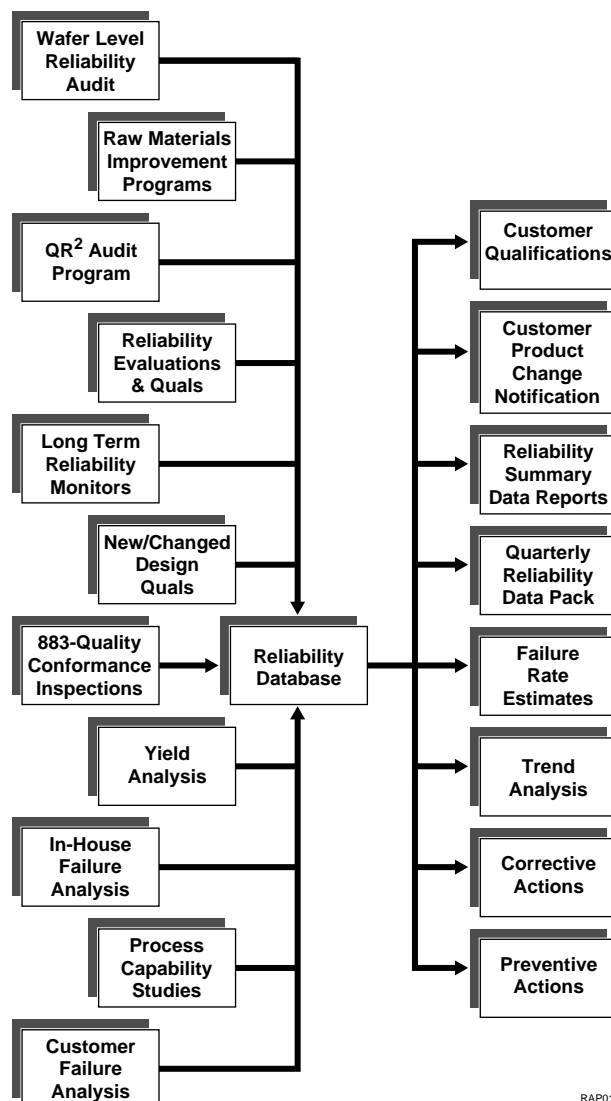 Wafer Level
Reliability
Audit
Raw Materials
Improvement
Programs
QR² Audit
Program
Reliability
Evaluations
& Quals
Long Term
Reliability
Monitors
New/Changed
Design
Quals
883-Quality
Conformance
Inspections
Yield
Analysis
In-House
Failure
Analysis
Process
Capability
Studies
Customer
Failure
Analysis
Reliability
Database
Customer
Qualifications
Customer
Product
Change
Notification
Reliability
Summary
Data Reports
Quarterly
Reliability
Data Pack
Failure
Rate
Estimates
Trend
Analysis
Corrective
Actions
Preventive
Actions